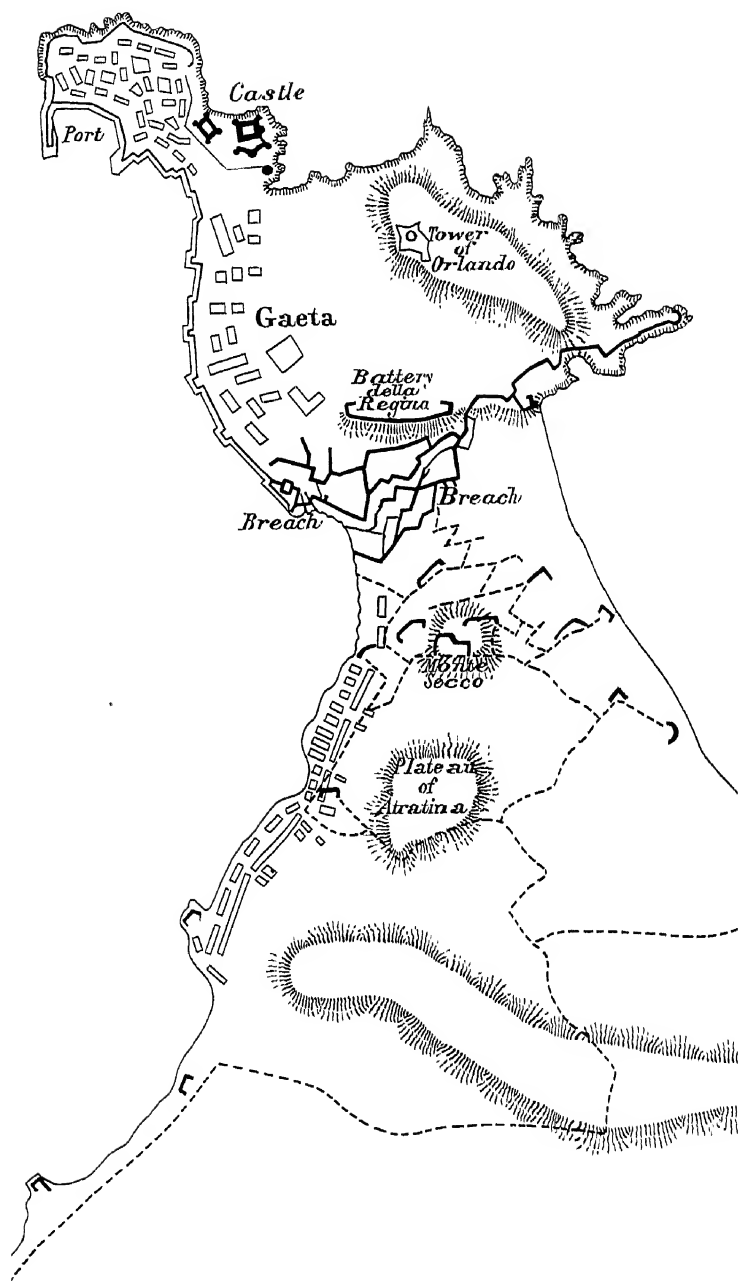 Castle
Port
Tower
of
Orlando
Gaeta
Battery
della
Regina
Breach
Breach
Monte
Secco
Plateau
of
Atratina